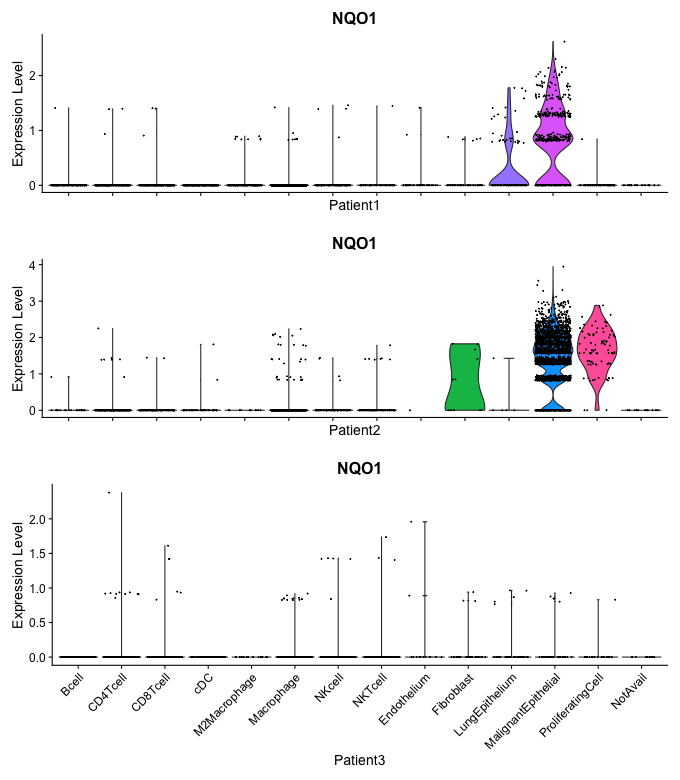 NQO1
Expression Level
2
1
0
Patient1
NQO1
Expression Level
4
3
2
1
0
Patient2
NQO1
Expression Level
2.0
1.5
1.0
0.5
0.0
Bcell
CD4Tcell
CD8Tcell
cDC
M2Macrophage
Macrophage
NKcell
NKTcell
Endothelium
Fibroblast
LungEpithelium
MalignantEpithelial
ProliferatingCell
NotAvail
Patient3